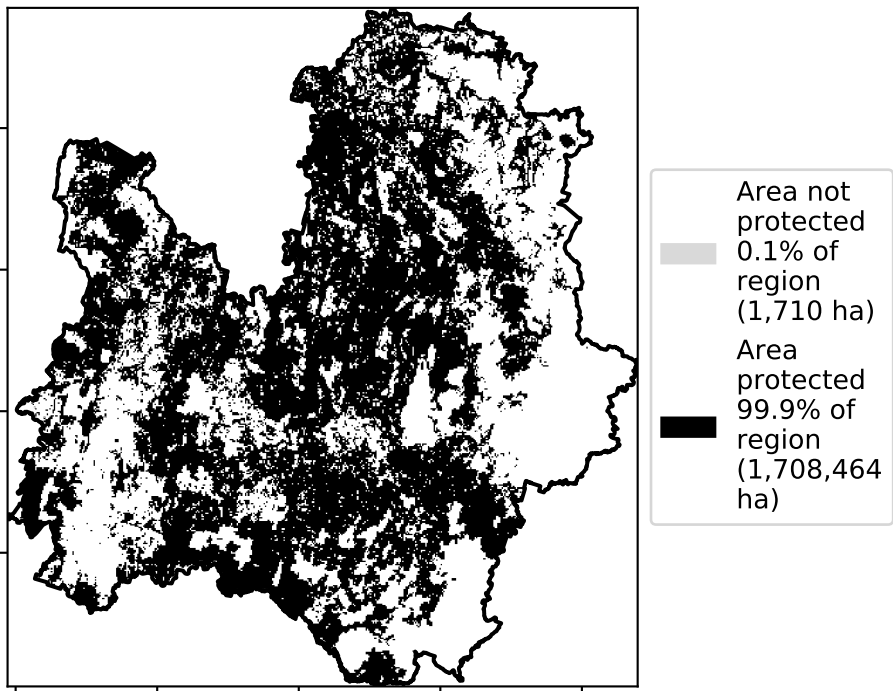 Area not
protected
0.1% of
region
(1,710 ha)
Area
protected
99.9% of
region
(1,708,464
ha)